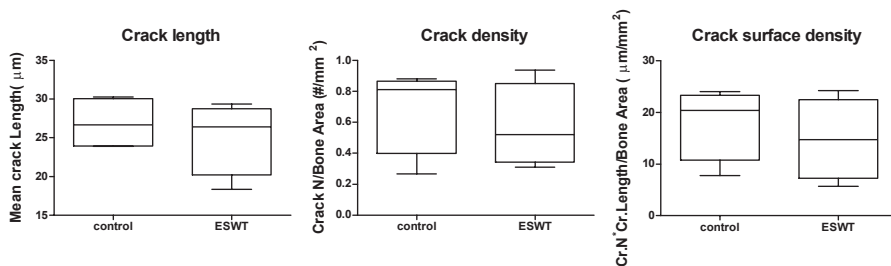 Crack length
Mean crack Length( μm)
35
30
25
20
15
control
ESWT
Crack density
Crack N/Bone Area (#/mm ²)
1.0
0.8
0.6
0.4
0.2
0.0
control
ESWT
Crack surface density
Cr.N*Cr.Length/Bone Area ( μm/mm²)
30
20
10
0
control
ESWT